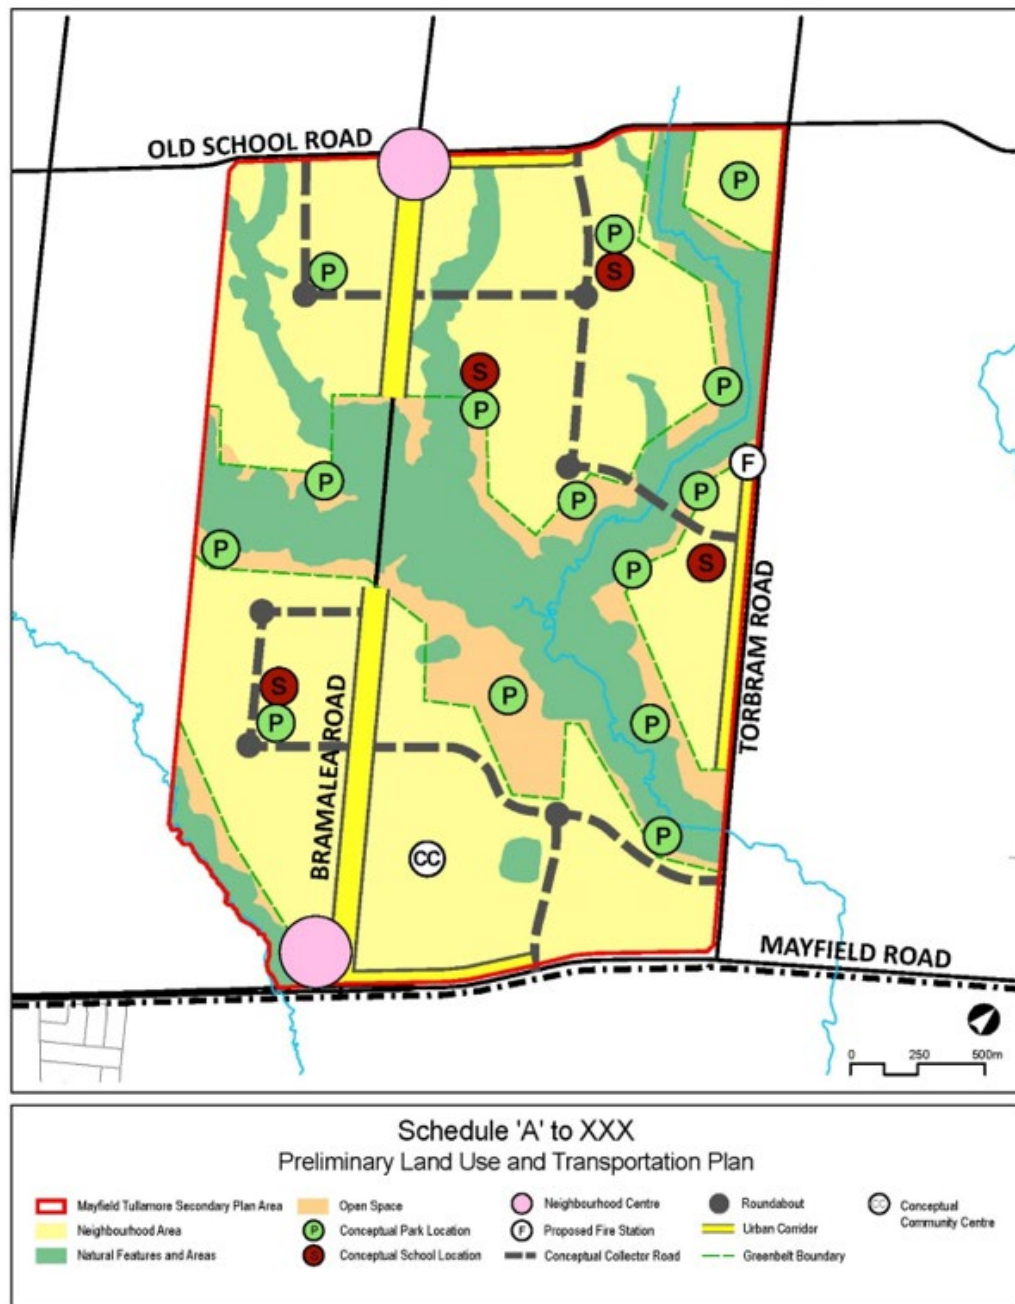 OLD SCHOOL ROAD
P
P
S
P
S
P
P
F
P
P
P
P
S
P
TORBRAM ROAD
S
P
P
P
BRAMALEA ROAD
P
CC
MAYFIELD ROAD
0 250 500m
Schedule 'A' to XXX
Preliminary Land Use and Transportation Plan
Mayfield Tullamore Secondary Plan Area
Neighbourhood Area
Natural Features and Areas
Open Space
P Conceptual Park Location
S Conceptual School Location
Neighbourhood Centre
F Proposed Fire Station
Conceptual Collector Road
Roundabout
Urban Corridor
Greenbelt Boundary
CC Conceptual
Community Centre